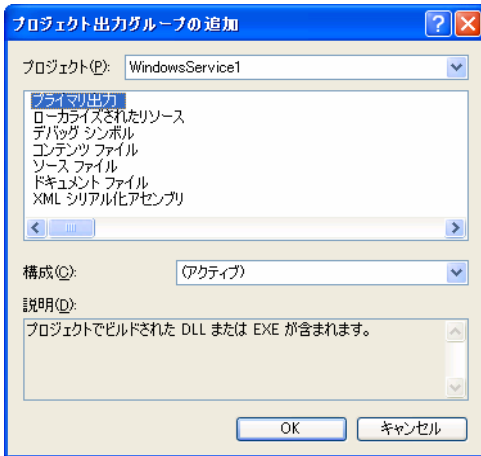 プロジェクト出力グループの追加
プロジェクト(P): WindowsService1
プライマリ出力
ローカライズされたリソース
デバッグ シンボル
コンテンツ ファイル
ソース ファイル
ドキュメント ファイル
XML シリアル化アセンブリ
構成(C): (アクティブ)
説明(D):
プロジェクトでビルドされた DLL または EXE が含まれます。
OK キャンセル